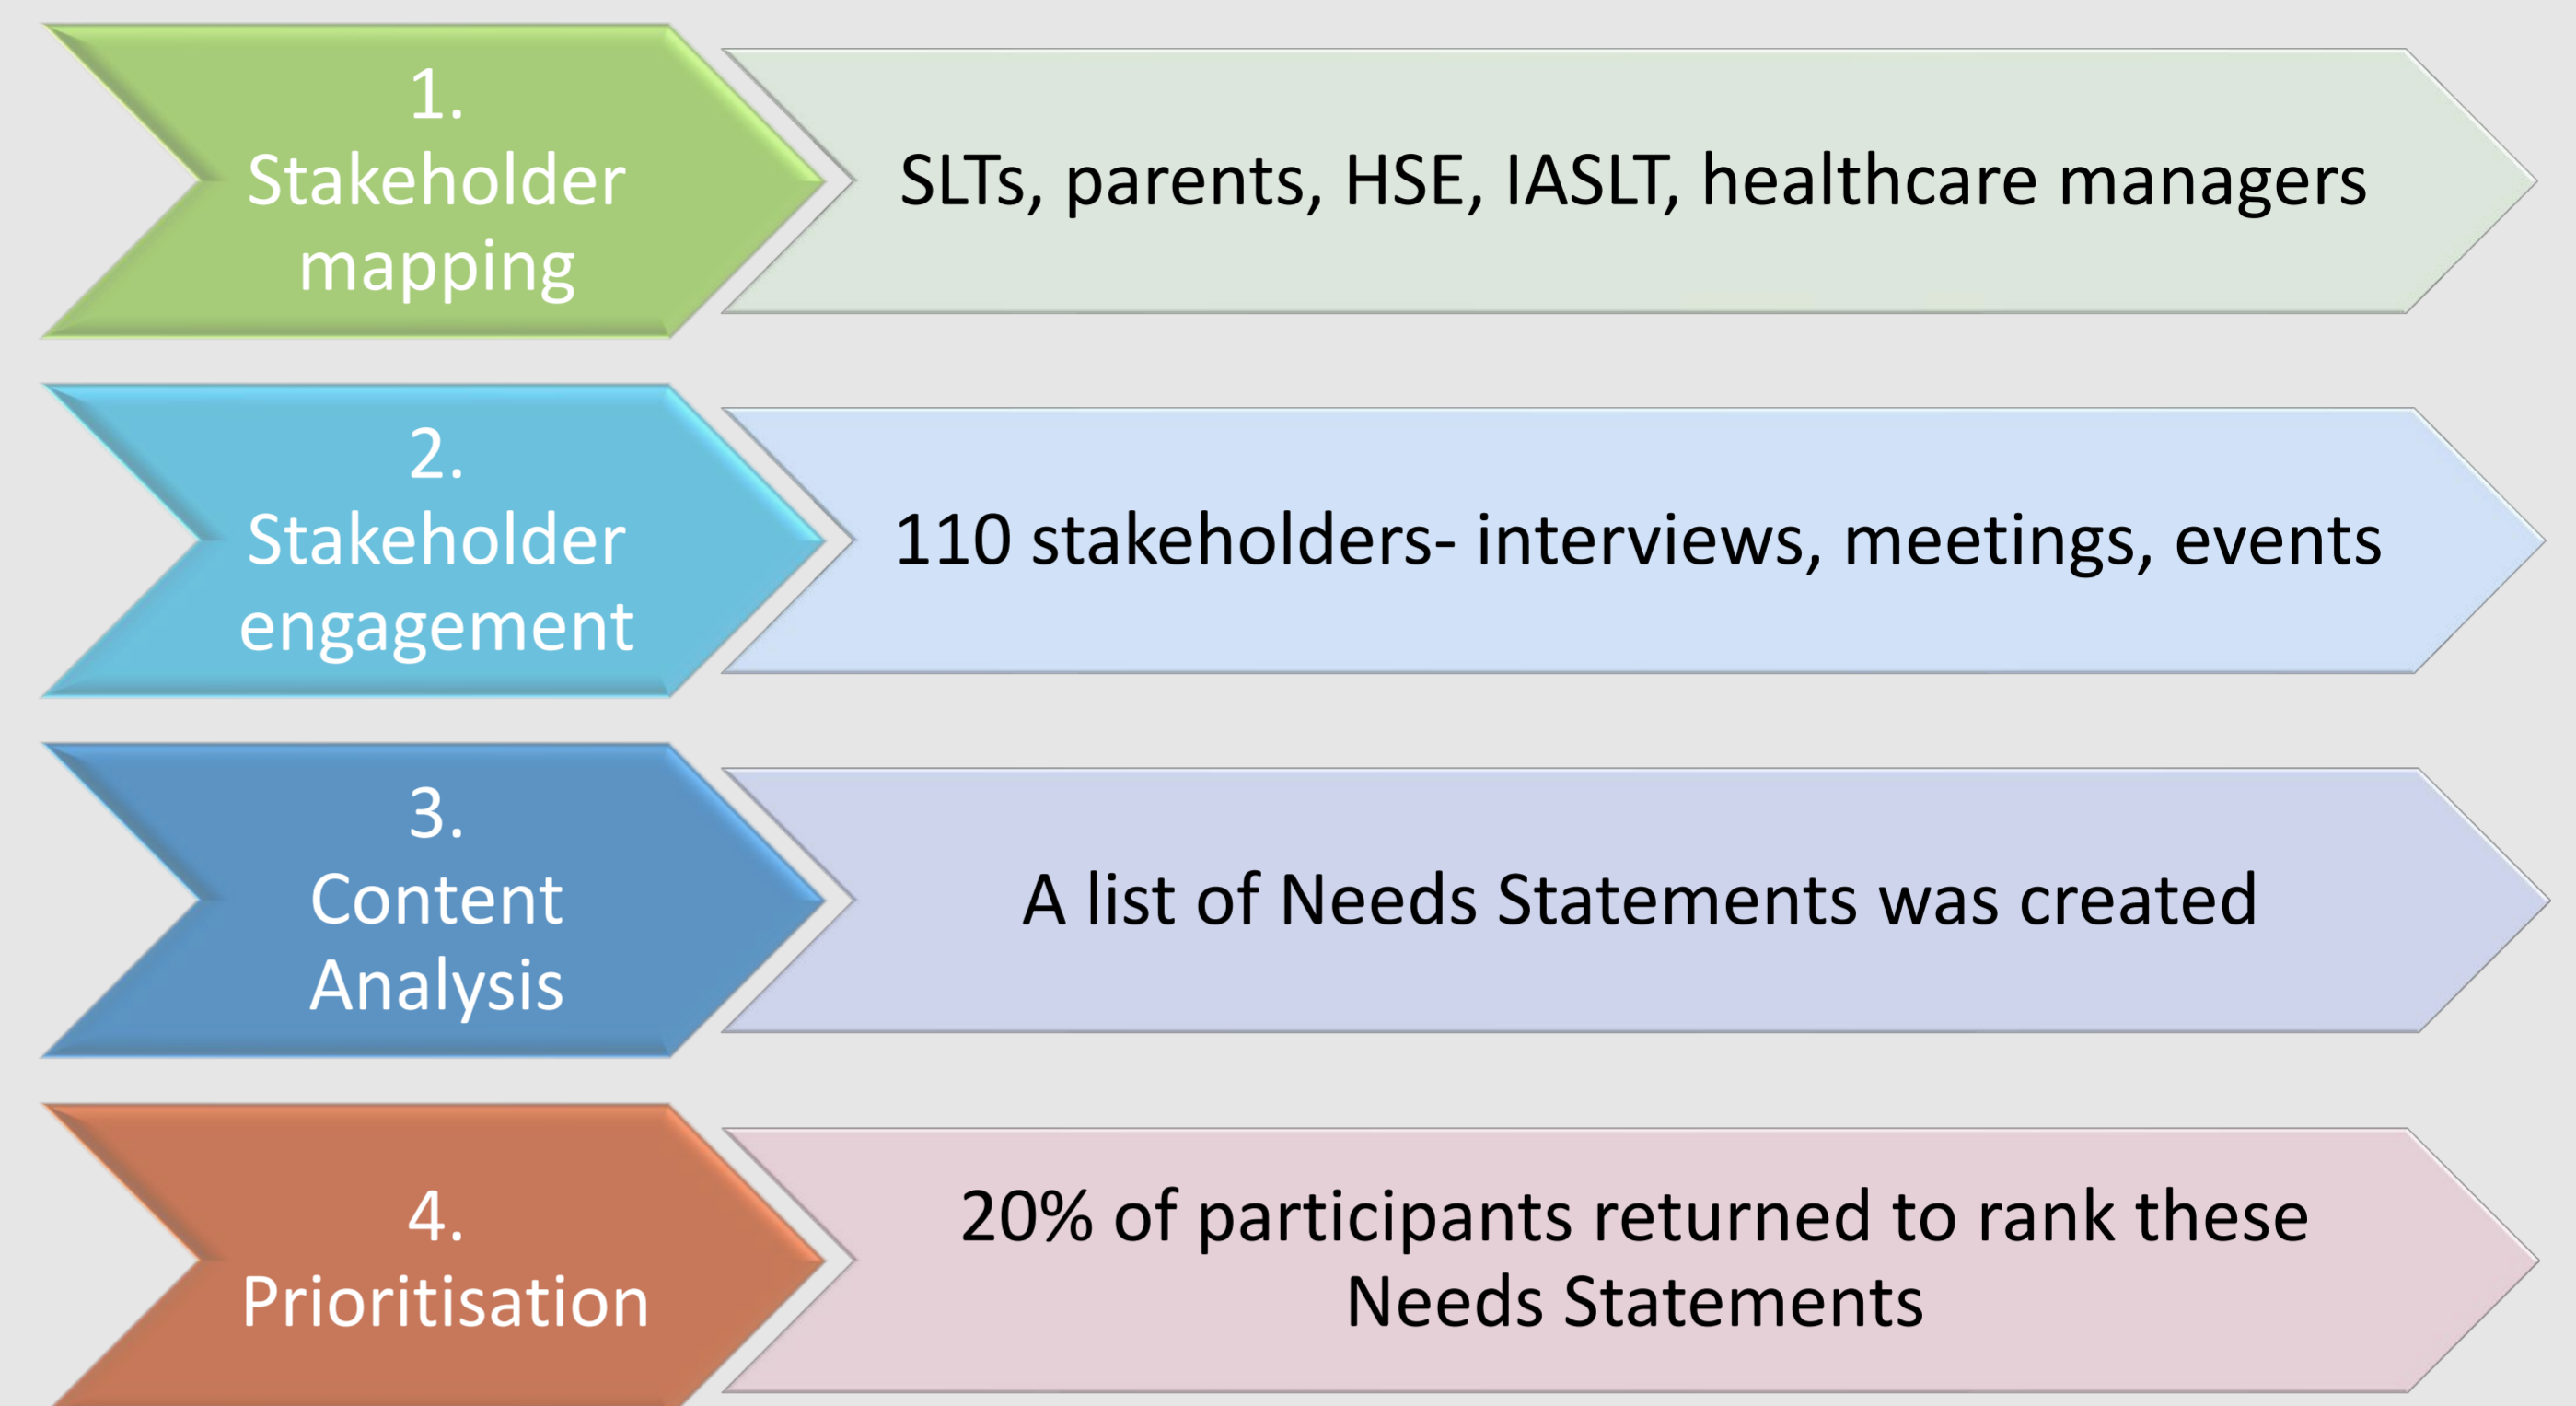 1.
Stakeholder
mapping
SLTs, parents, HSE, IASLT, healthcare managers
2.
Stakeholder
engagement
110 stakeholders- interviews, meetings, events
3.
Content
Analysis
A list of Needs Statements was created
4.
Prioritisation
20% of participants returned to rank these
Needs Statements